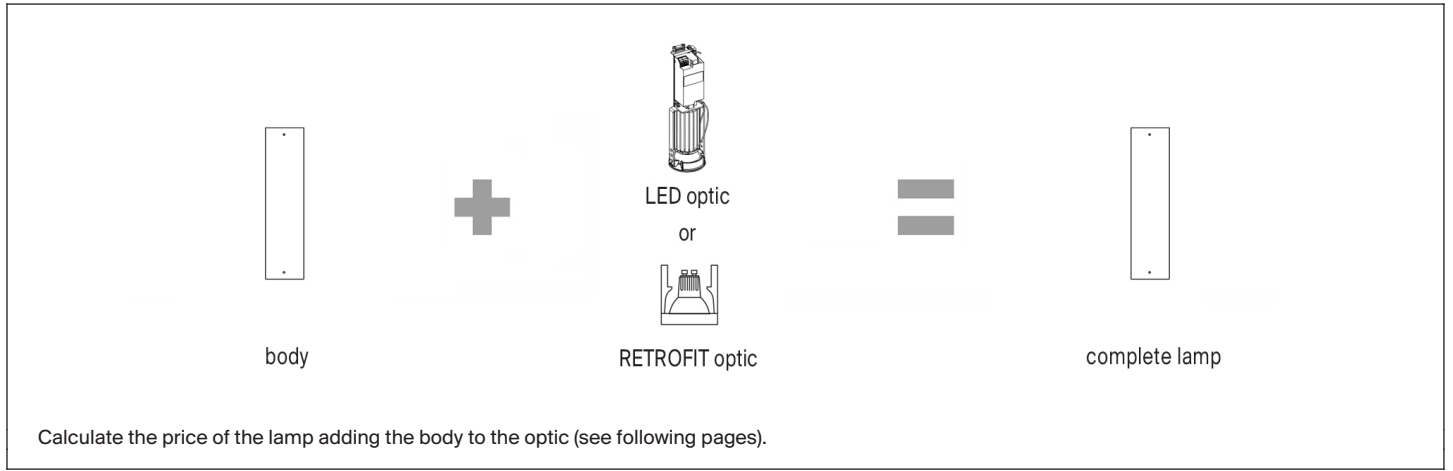 LED optic
or
body
RETROFIT optic
complete lamp
Calculate the price of the lamp adding the body to the optic (see following pages).